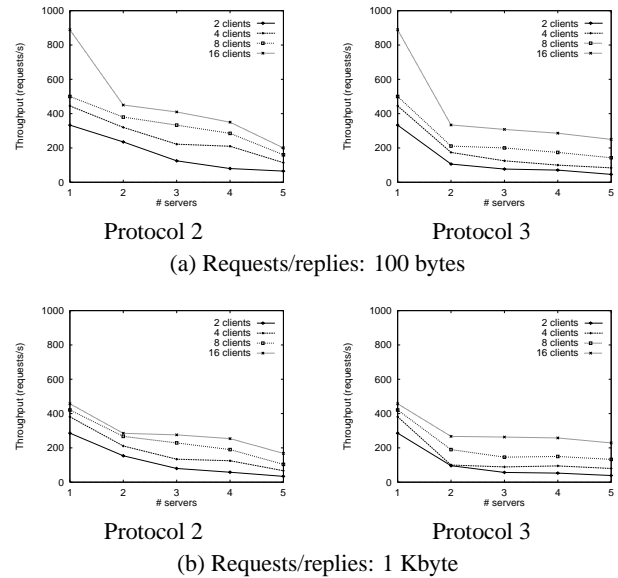 1000
800
600
400
200
0
Throughput (requests/s)
1 2 3 4 5
# servers
2 clients
4 clients
8 clients
16 clients
Protocol 2
1000
800
600
400
200
0
Throughput (requests/s)
1 2 3 4 5
# servers
2 clients
4 clients
8 clients
16 clients
Protocol 3
(a) Requests/replies: 100 bytes
1000
800
600
400
200
0
Throughput (requests/s)
1 2 3 4 5
# servers
2 clients
4 clients
8 clients
16 clients
Protocol 2
1000
800
600
400
200
0
Throughput (requests/s)
1 2 3 4 5
# servers
2 clients
4 clients
8 clients
16 clients
Protocol 3
(b) Requests/replies: 1 Kbyte